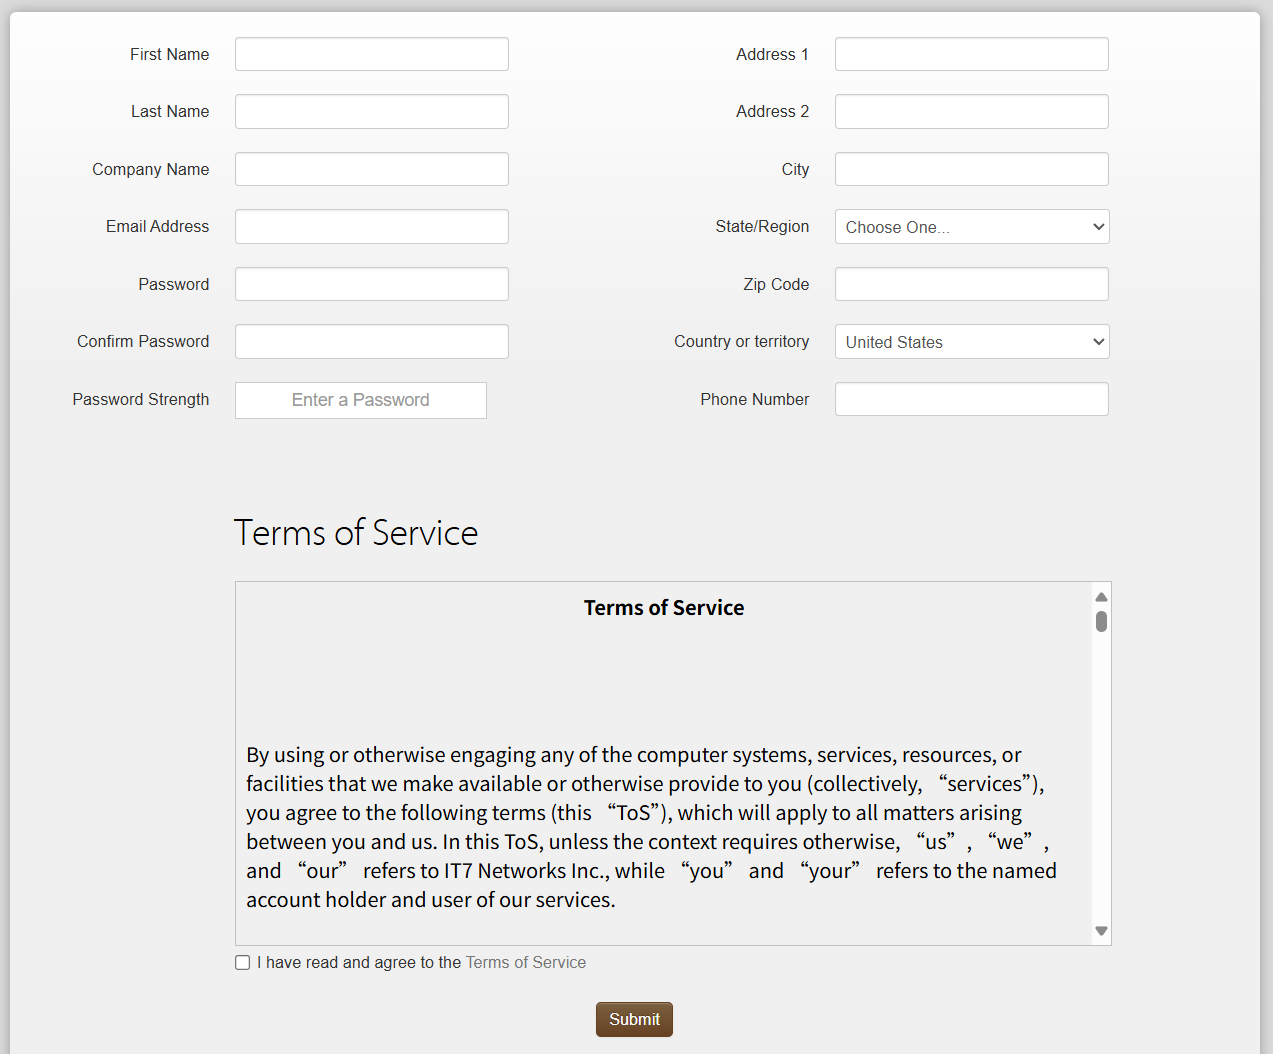 First Name
Last Name
Company Name
Email Address
Password
Confirm Password
Password Strength
Enter a Password
Address 1
Address 2
City
State/Region
Choose One...
Zip Code
Country or territory
United States
Phone Number
Terms of Service
Terms of Service
By using or otherwise engaging any of the computer systems, services, resources, or
facilities that we make available or otherwise provide to you (collectively, “services”),
you agree to the following terms (this “ToS”), which will apply to all matters arising
between you and us. In this ToS, unless the context requires otherwise, “us”, “we”,
and “our” refers to IT7 Networks Inc., while “you” and “your” refers to the named
account holder and user of our services.
I have read and agree to the Terms of Service
Submit